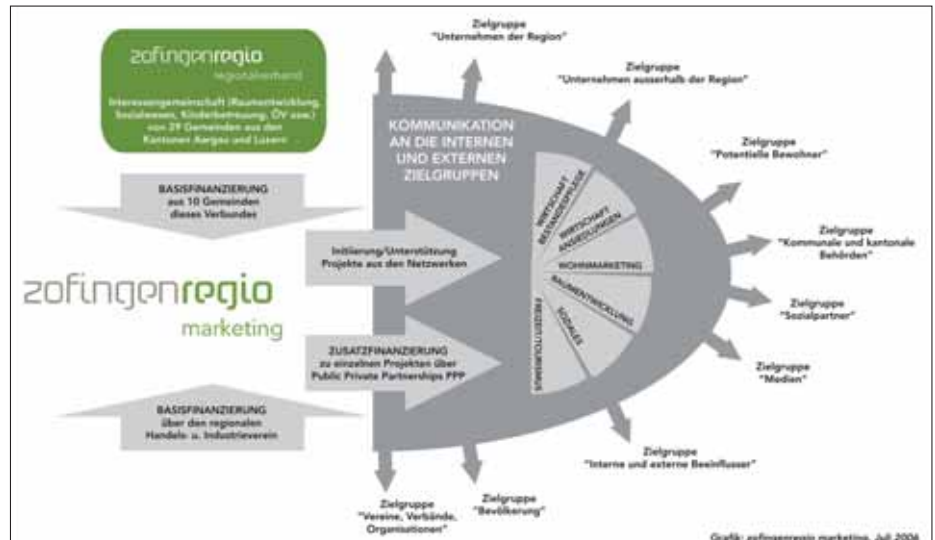 zofingenregio
regionalverband
Interessengemeinschaft (Raumentwicklung,
Sozialwesen, Kinderbetreuung, ÖV usw.)
von 29 Gemeinden aus den
Kantonen Aargau und Luzern
BASISFINANZIERUNG
aus 10 Gemeinden
dieses Verbundes
zofingenregio
marketing
BASISFINANZIERUNG
über den regionalen
Handels- u. Industrieverein
Initiierung/Unterstützung
Projekte aus den Netzwerken
ZUSATZFINANZIERUNG
zu einzelnen Projekten über
Public Private Partnerships PPP
KOMMUNIKATION
AN DIE INTERNEN
UND EXTERNEN
ZIELGRUPPEN
WIRTSCHAFT
BESTANDESPFLEGE
WIRTSCHAFT
ANSIEDLUNGEN
WOHNMARKETING
RAUMENTWICKLUNG
SOZIALES
FREIZEIT/TOURISMUS
Zielgruppe
"Unternehmen der Region"
Zielgruppe
"Unternehmen ausserhalb der Region"
Zielgruppe
"Potentielle Bewohner"
Zielgruppe
"Kommunale und kantonale
Behörden"
Zielgruppe
"Sozialpartner"
Zielgruppe
"Medien"
Zielgruppe
"Interne und externe Beeinflusser"
Zielgruppe
"Bevölkerung"
Zielgruppe
"Vereine, Verbände,
Organisationen"
Grafik: zofingenregio marketing, Juli 2006